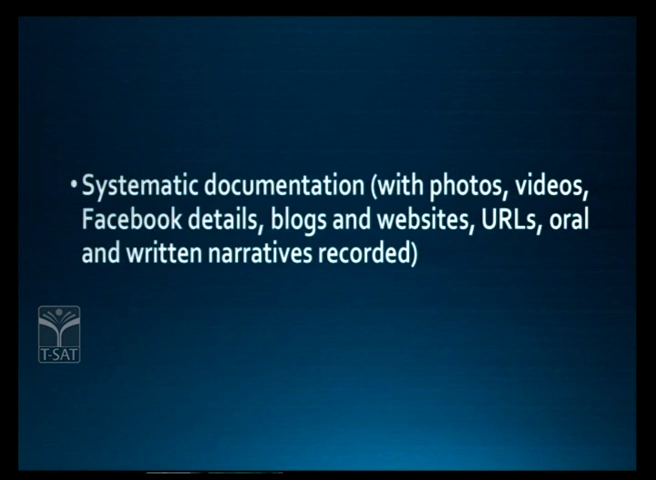 • Systematic documentation (with photos, videos,
Facebook details, blogs and websites, URLs, oral
and written narratives recorded)
T-SAT